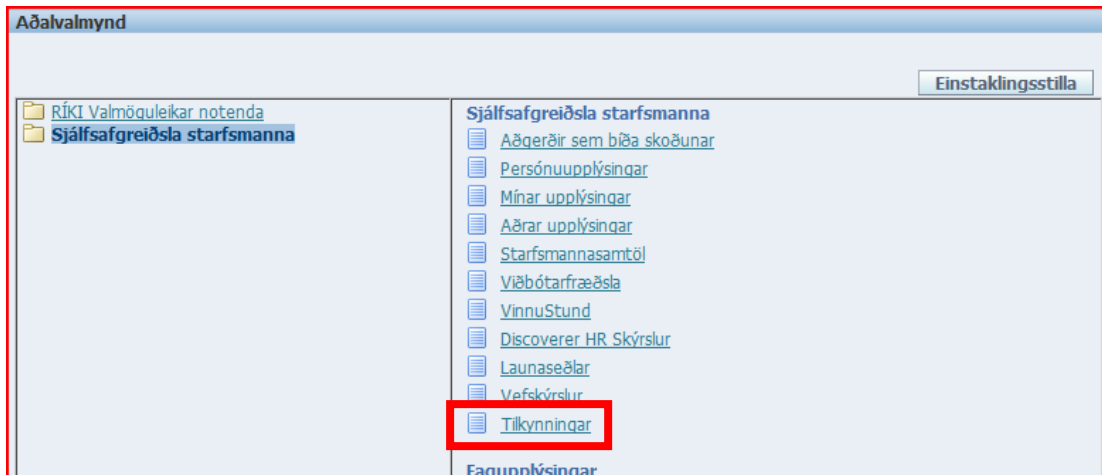 Aðalvalmynd
Einstaklingsstilla
RÍKI Valmöguleikar notenda
Sjálfsafgreiðsla starfsmanna
Sjálfsafgreiðsla starfsmanna
Aðgerðir sem bíða skoðunar
Persónuupplýsingar
Mínar upplýsingar
Aðrar upplýsingar
Starfsmannasamtöl
Viðbótarfræðsla
VinnuStund
Discoverer HR Skýrslur
Launaseðlar
Vefskýrslur
Tilkynningar
Fagupplýsingar